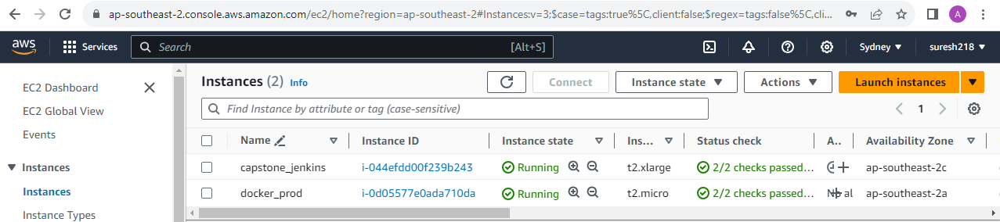 ap-southeast-2.console.aws.amazon.com/ec2/home?region=ap-southeast-2#Instances:v=3;$case=tags:true%5C,client:false;$regex=tags:false%5C,cli... A
aws Services Search [Alt+S] Sydney ▼ suresh218 ▼
EC2 Dashboard
EC2 Global View
Events
Instances
Instances
Instance Types
Instances (2) Info Connect Instance state ▼ Actions ▼ Launch instances ▼
Find Instance by attribute or tag (case-sensitive) 1
Name Instance ID Instance state Ins... Status check A.. Availability Zone
capstone_jenkins i-044efdd00f239b243 Running t2.xlarge 2/2 checks passed... ap-southeast-2c
docker_prod i-0d05577e0ada710da Running t2.micro 2/2 checks passed... al ap-southeast-2a